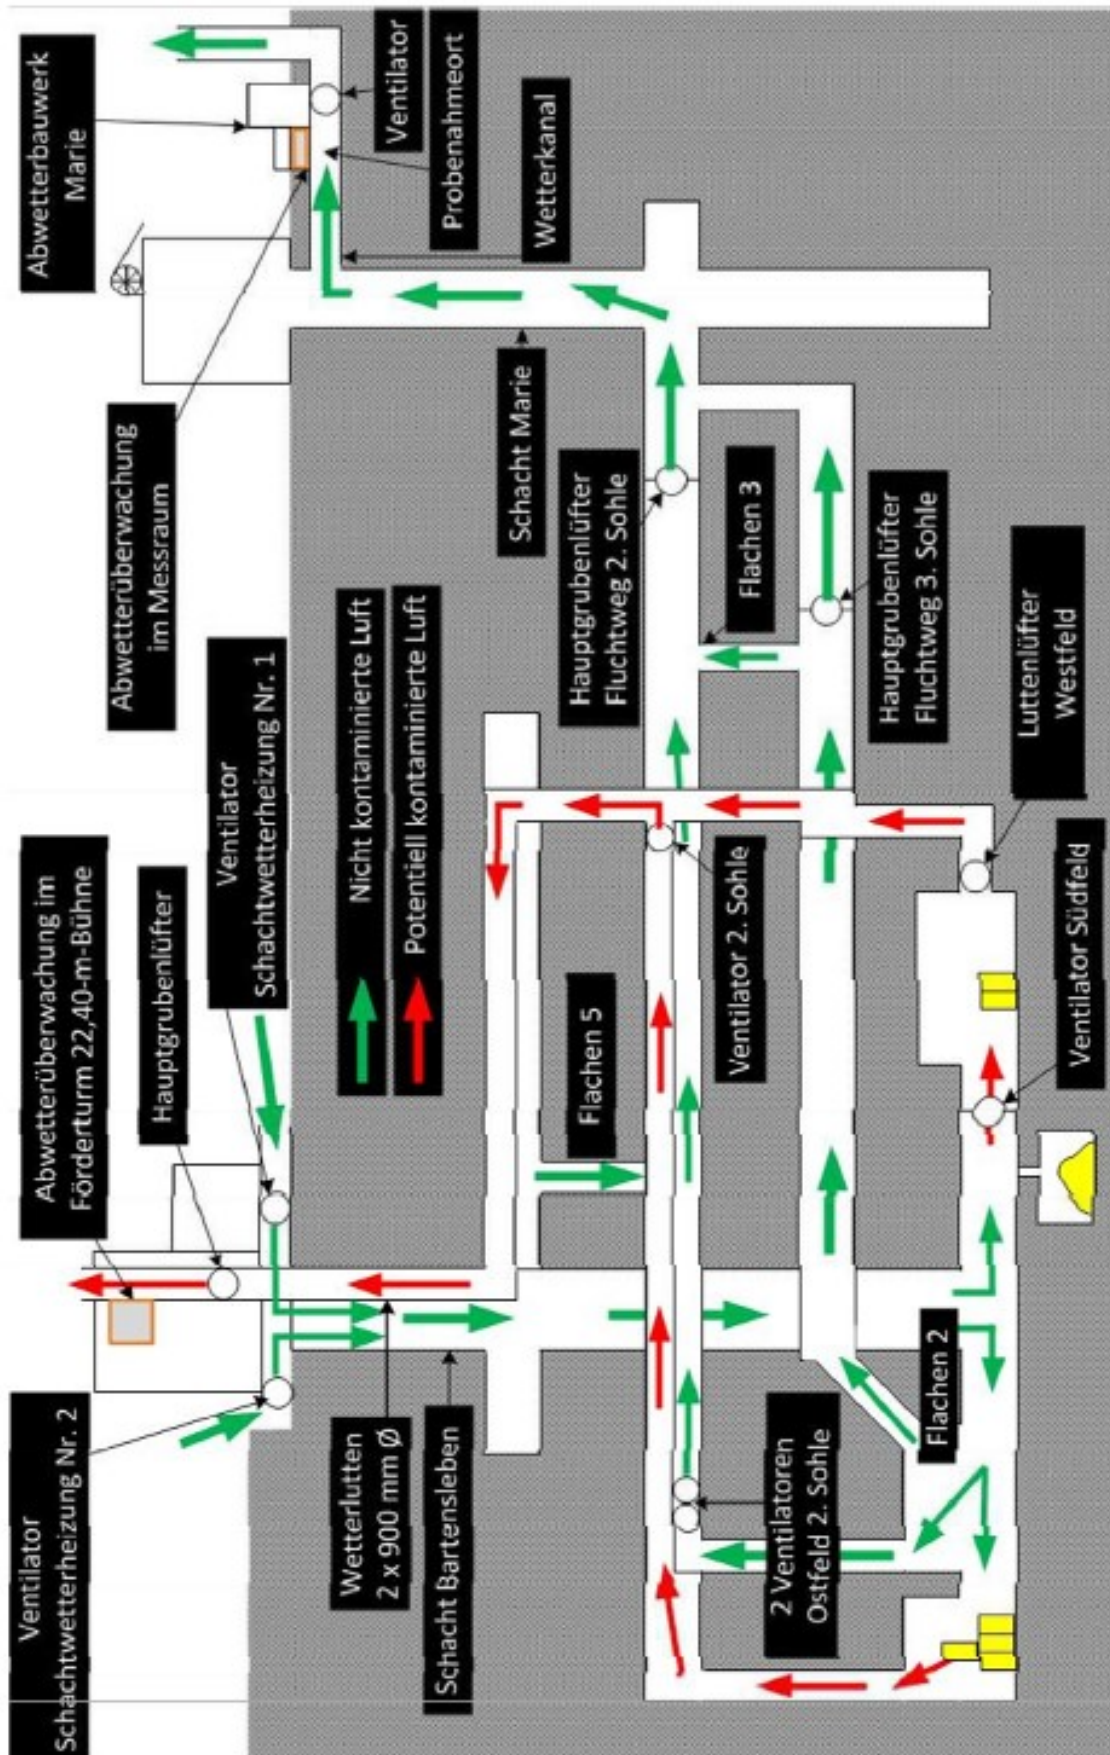 Ventilator
Schachtwetterheizung Nr. 2
Abwetterüberwachung im
Förderturm 22,40-m-Bühne
Hauptgrubenlüfter
Ventilator
Schachtwetterheizung Nr. 1
Abwetterüberwachung
im Messraum
Abwetterbauwerk
Marie
Ventilator
Probenahmeort
Wetterkanal
Wetterlutten
2 x 900 mm Ø
Schacht Bartensleben
Nicht kontaminierte Luft
Potentiell kontaminierte Luft
Schacht Marie
Flachen 5
Hauptgrubenlüfter
Fluchtweg 2. Sohle
Ventilator 2. Sohle
Flachen 3
2 Ventilatoren
Ostfeld 2. Sohle
Hauptgrubenlüfter
Fluchtweg 3. Sohle
Flachen 2
Luttenlüfter
Westfeld
Ventilator Südfeld